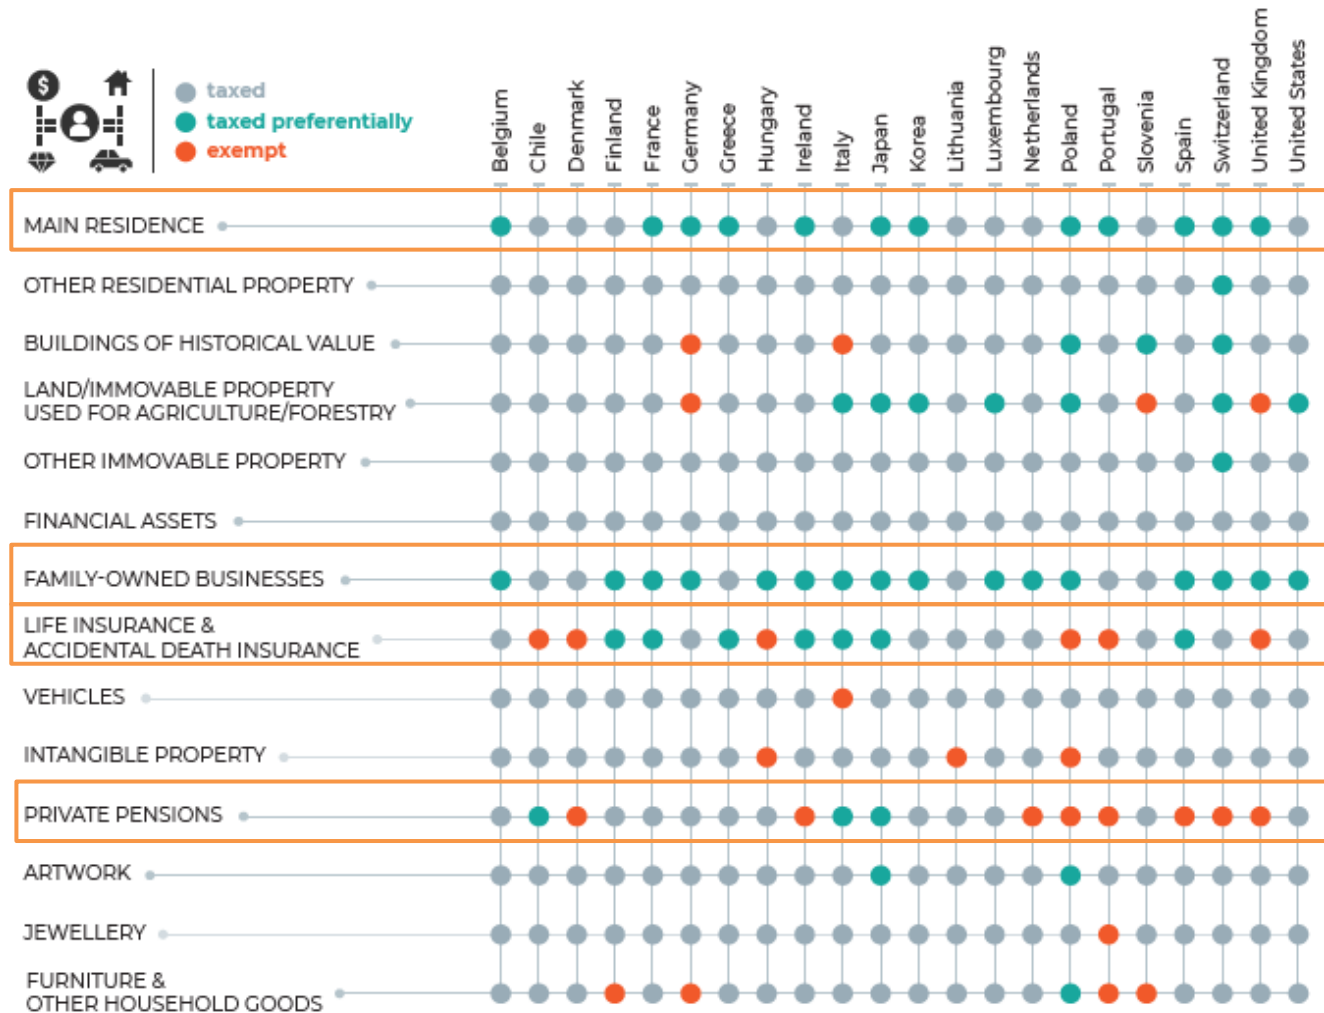 $
taxed
taxed preferentially
exempt
Belgium
Chile
Denmark
Finland
France
Germany
Greece
Hungary
Ireland
Italy
Japan
Korea
Lithuania
Luxembourg
Netherlands
Poland
Portugal
Slovenia
Spain
Switzerland
United Kingdom
United States
MAIN RESIDENCE
OTHER RESIDENTIAL PROPERTY
BUILDINGS OF HISTORICAL VALUE
LAND/IMMOVABLE PROPERTY
USED FOR AGRICULTURE/FORESTRY
OTHER IMMOVABLE PROPERTY
FINANCIAL ASSETS
FAMILY-OWNED BUSINESSES
LIFE INSURANCE &
ACCIDENTAL DEATH INSURANCE
VEHICLES
INTANGIBLE PROPERTY
PRIVATE PENSIONS
ARTWORK
JEWELLERY
FURNITURE &
OTHER HOUSEHOLD GOODS